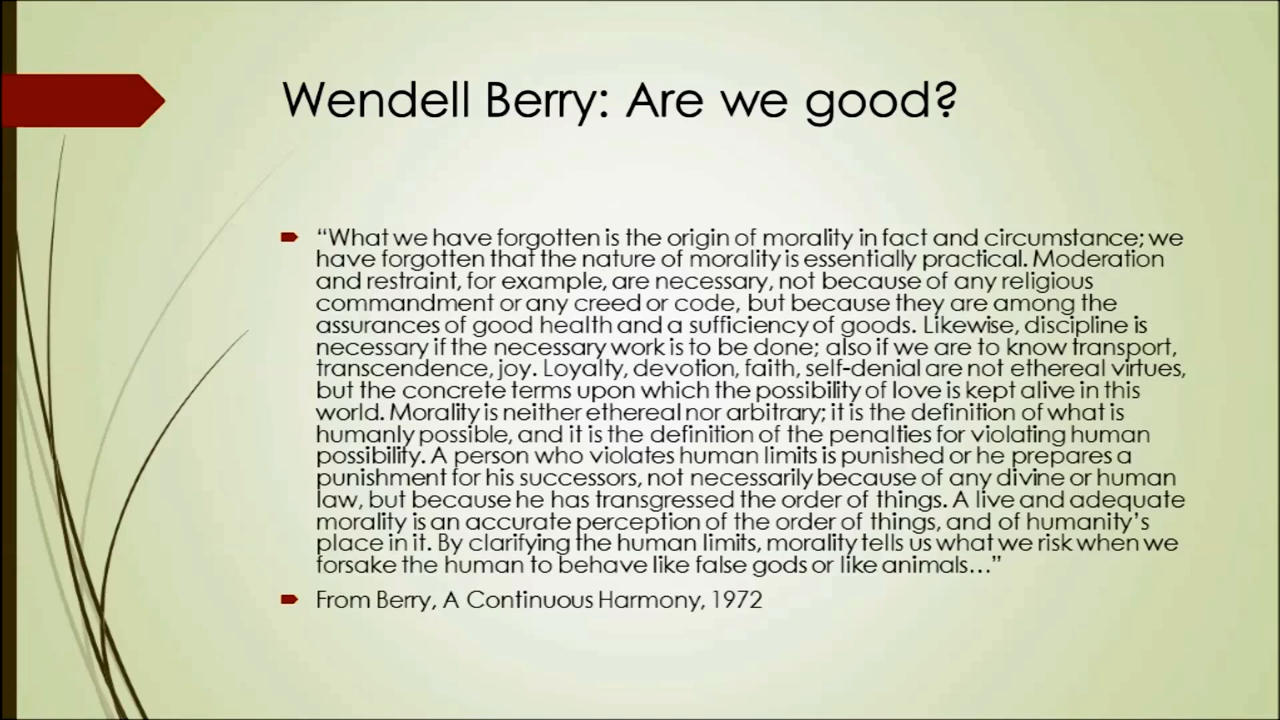 Wendell Berry: Are we good?
“What we have forgotten is the origin of morality in fact and circumstance; we
have forgotten that the nature of morality is essentially practical. Moderation
and restraint, for example, are necessary, not because of any religious
commandment or any creed or code, but because they are among the
assurances of good health and a sufficiency of goods. Likewise, discipline is
necessary if the necessary work is to be done; also if we are to know transport,
transcendence, joy. Loyalty, devotion, faith, self-denial are not ethereal virtues,
but the concrete terms upon which the possibility of love is kept alive in this
world. Morality is neither ethereal nor arbitrary; it is the definition of what is
humanly possible, and it is the definition of the penalties for violating human
possibility. A person who violates human limits is punished or he prepares a
punishment for his successors, not necessarily because of any divine or human
law, but because he has transgressed the order of things. A live and adequate
morality is an accurate perception of the order of things, and of humanity’s
place in it. By clarifying the human limits, morality tells us what we risk when we
forsake the human to behave like false gods or like animals…”
From Berry, A Continuous Harmony, 1972